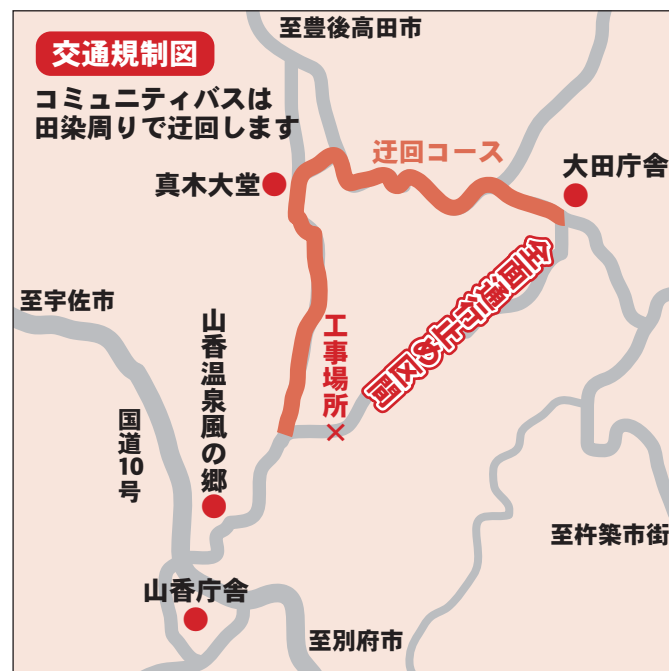 至豊後高田市
交通規制図
コミュニティバスは
田染周りで迂回します
迂回コース
大田庁舎
真木大堂
全面通行止め区間
至宇佐市
山香温泉風の郷
工事場所
×
国道10号
至杵築市街
山香庁舎
至別府市